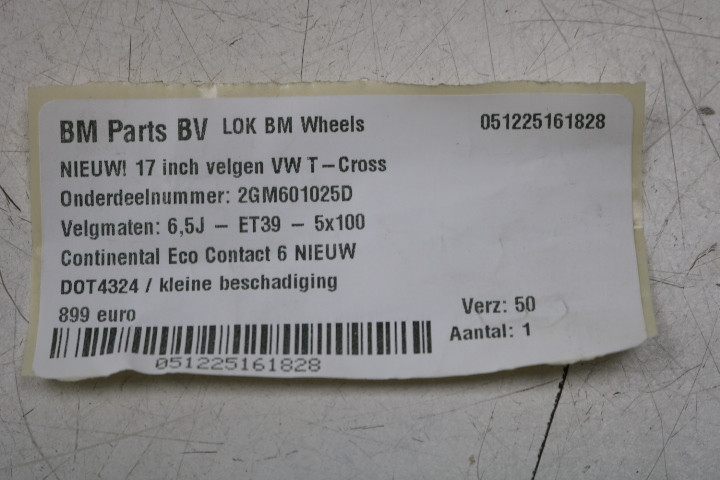 BM Parts BV LOK BM Wheels 051225161828
NIEUW! 17 inch velgen VW T-Cross
Onderdeelnummer: 2GM601025D
Velgmaten: 6,5J - ET39 - 5x100
Continental Eco Contact 6 NIEUW
DOT4324 / kleine beschadiging
899 euro Verz: 50
Aantal: 1
051225161828